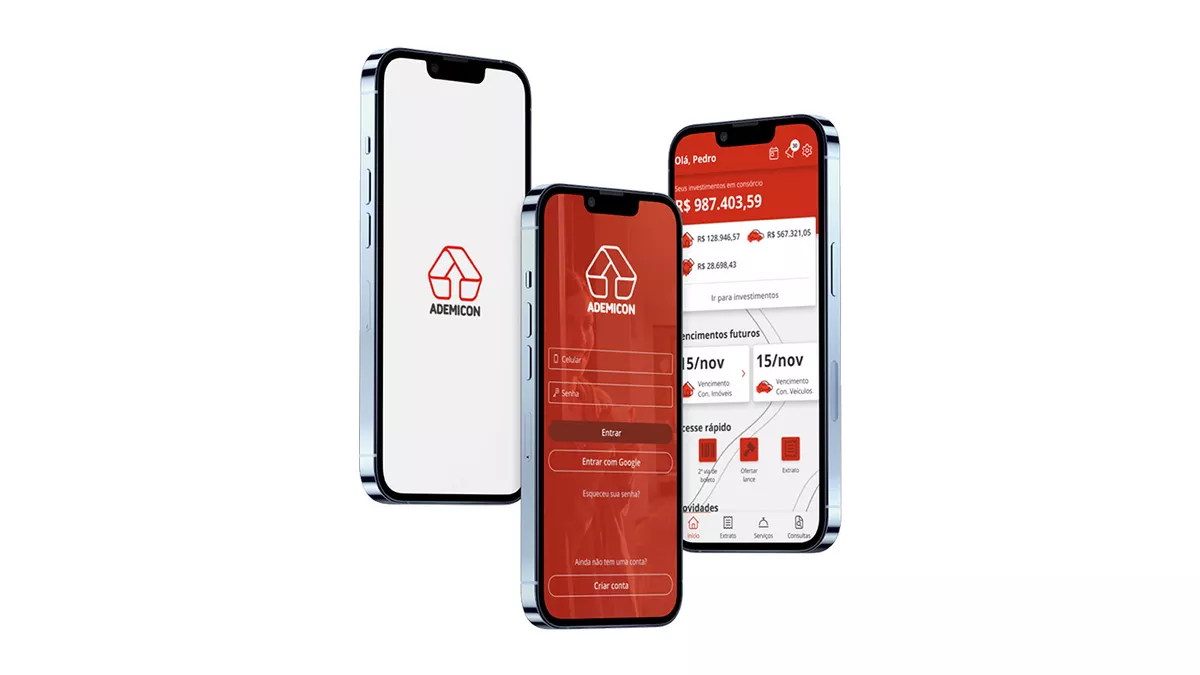 ADEMICON
ADEMICON
Celular
Senha
Entrar
Entrar com Google
Esqueceu sua senha?
Ainda não tem uma conta?
Criar conta
Olá, Pedro
30
Seus investimentos em consórcio
R$ 987.403,59
R$ 128.946,57
R$ 567.321,05
R$ 28.698,43
Ir para investimentos
encimentos futuros
15/nov
Vencimento
Con. Imóveis
15/nov
Vencimento
Con. Veículos
cesse rápido
2ª via de
boleto
Ofertar
lance
Extrato
ovidades
Início
Extrato
Serviços
Consultas